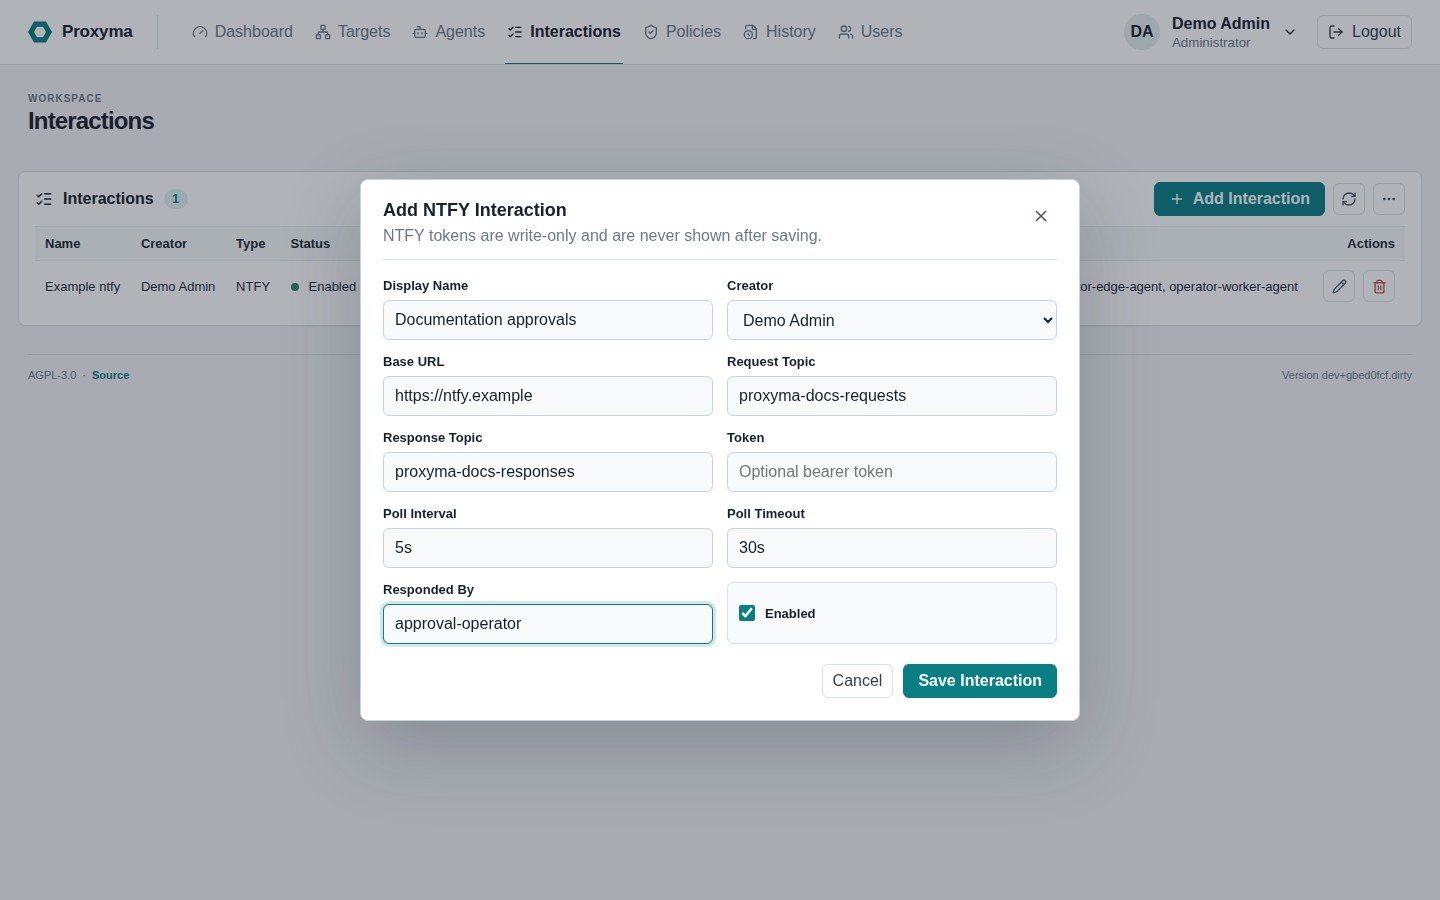 Proxyma
Dashboard
Targets
Agents
Interactions
Policies
History
Users
DA
Demo Admin
Administrator
Logout
WORKSPACE
Interactions
Interactions 1
Add Interaction
Name Creator Type Status Actions
Example ntfy Demo Admin NTFY Enabled or-edge-agent, operator-worker-agent
AGPL-3.0 · Source
Version dev+gbed0fcf.dirty
Add NTFY Interaction
NTFY tokens are write-only and are never shown after saving.
Display Name
Documentation approvals
Creator
Demo Admin
Base URL
https://ntfy.example
Request Topic
proxyma-docs-requests
Response Topic
proxyma-docs-responses
Token
Optional bearer token
Poll Interval
5s
Poll Timeout
30s
Responded By
approval-operator
Enabled
Cancel
Save Interaction